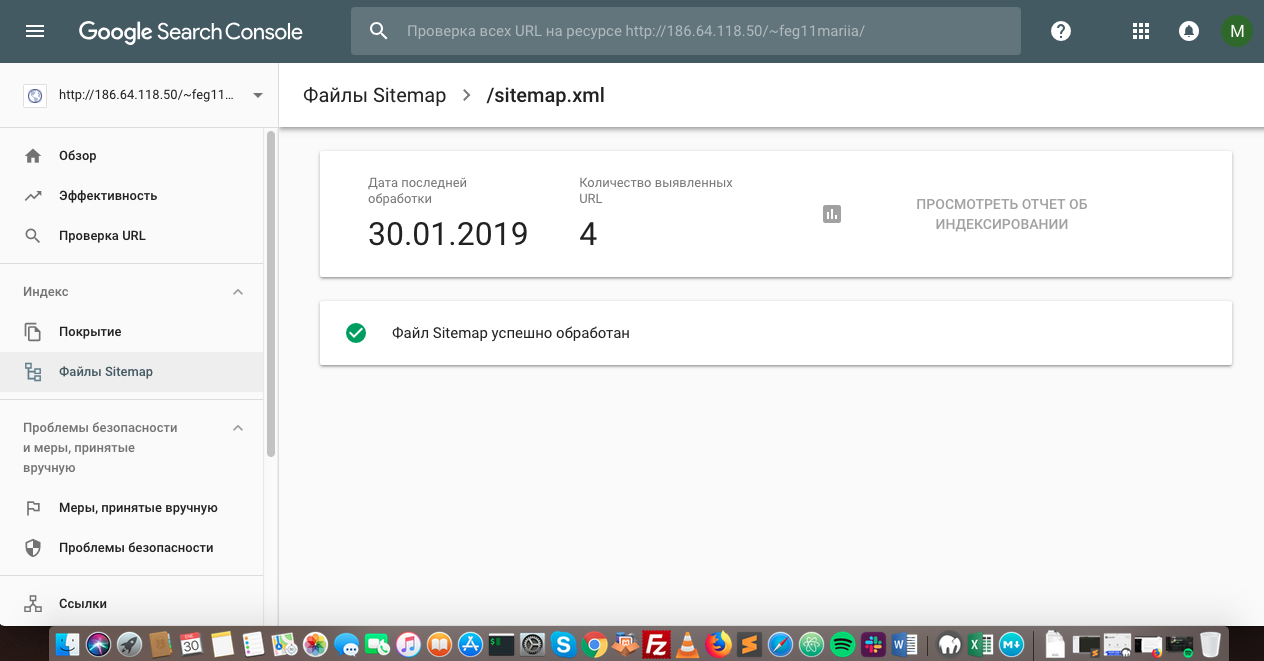 Google Search Console
Проверка всех URL на ресурсе http://186.64.118.50/~feg11mariia/
M
http://186.64.118.50/~feg11...
Файлы Sitemap > /sitemap.xml
Обзор
Эффективность
Проверка URL
Индекс
Покрытие
Файлы Sitemap
Проблемы безопасности
и меры, принятые
вручную
Меры, принятые вручную
Проблемы безопасности
Ссылки
Дата последней
обработки
30.01.2019
Количество выявленных
URL
4
ПРОСМОТРЕТЬ ОТЧЕТ ОБ
ИНДЕКСИРОВАНИИ
Файл Sitemap успешно обработан
30